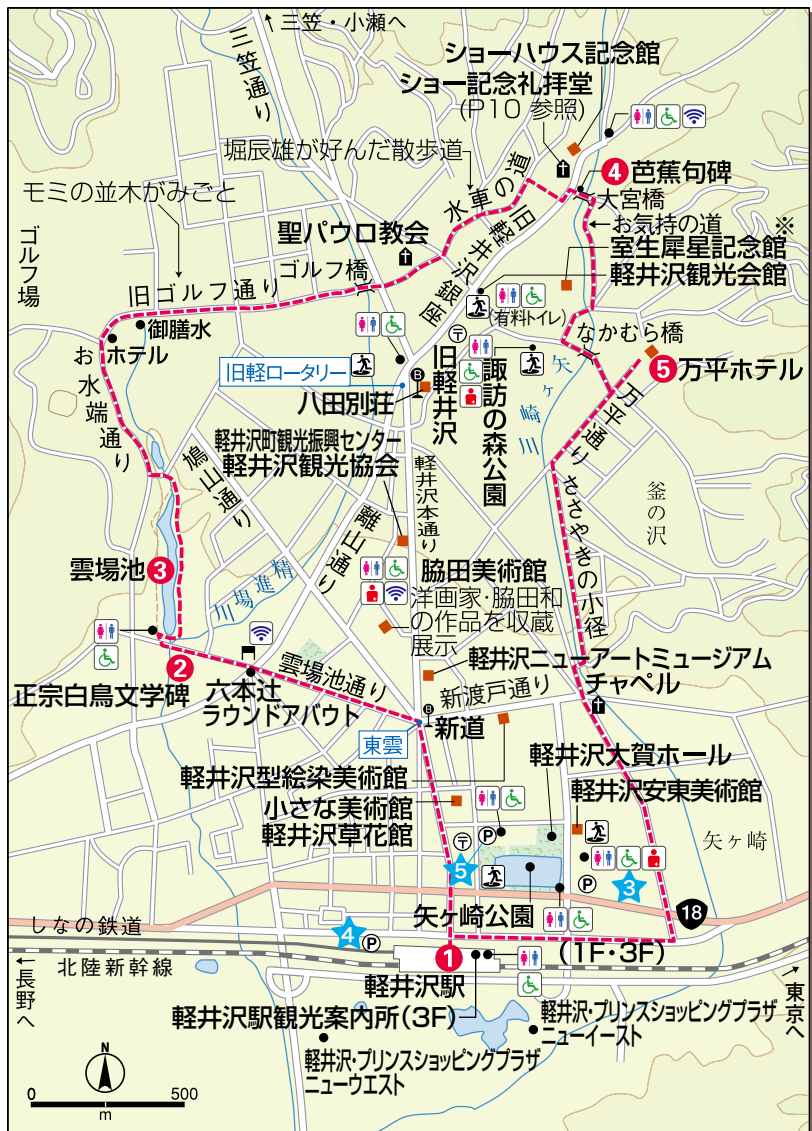 ↑三笠・小瀬へ
三笠通り
ショーハウス記念館
ショー記念礼拝堂
(P10 参照)
堀辰雄が好んだ散歩道
水車の道
4 芭蕉句碑
大宮橋
←お気持の道
※
モミの並木がみごと
聖パウロ教会
旧軽井沢銀座
室生犀星記念館
軽井沢観光会館
ゴルフ場
旧ゴルフ通り
ゴルフ橋
(有料トイレ)
御膳水
ホテル
お水端通り
なかむら橋
旧軽ロータリー
〒
旧軽井沢
諏訪の森公園
矢ヶ崎川
5 万平ホテル
B
八田別荘
万平通り
鳩山通り
軽井沢町観光振興センター
軽井沢観光協会
離山通り
軽井沢本通り
ささやきの小径
釜の沢
雲場池 3
精進場川
脇田美術館
洋画家・脇田和
の作品を収蔵
展示
2
正宗白鳥文学碑
六本辻
ラウンドアバウト
雲場池通り
軽井沢ニューアートミュージアム
新渡戸通り
チャペル
東雲
B
新道
軽井沢型絵染美術館
軽井沢大賀ホール
小さな美術館
軽井沢草花館
軽井沢安東美術館
矢ヶ崎
〒
P
5
P
3
矢ヶ崎公園
18
しなの鉄道
4
P
1
(1F・3F)
北陸新幹線
←長野へ
軽井沢駅
→東京へ
軽井沢駅観光案内所(3F)
軽井沢・プリンスショッピングプラザ
ニューイースト
軽井沢・プリンスショッピングプラザ
ニューウエスト
N
0 500
m